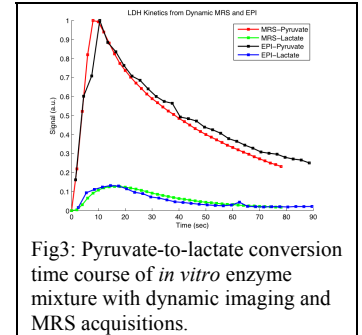 LDH Kinetics from Dynamic MRS and EPI
MRS–Pyruvate
MRS–Lactate
EPI–Pyruvate
EPI–Lactate
Signal (a.u.)
1
0.9
0.8
0.7
0.6
0.5
0.4
0.3
0.2
0.1
0
0 10 20 30 40 50 60 70 80 90
Time (sec)
Fig3: Pyruvate-to-lactate conversion
time course of in vitro enzyme
mixture with dynamic imaging and
MRS acquisitions.